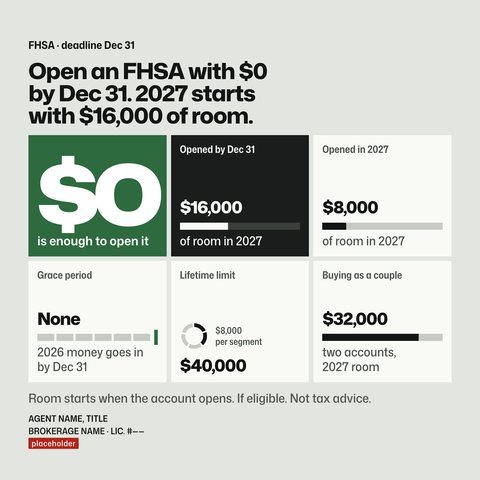 FHSA · deadline Dec 31
Open an FHSA with $0
by Dec 31. 2027 starts
with $16,000 of room.
$0
is enough to open it
Opened by Dec 31
$16,000
of room in 2027
Opened in 2027
$8,000
of room in 2027
Grace period
None
2026 money goes in
by Dec 31
Lifetime limit
$8,000
per segment
$40,000
Buying as a couple
$32,000
two accounts,
2027 room
Room starts when the account opens. If eligible. Not tax advice.
AGENT NAME, TITLE
BROKERAGE NAME · LIC. #——
placeholder